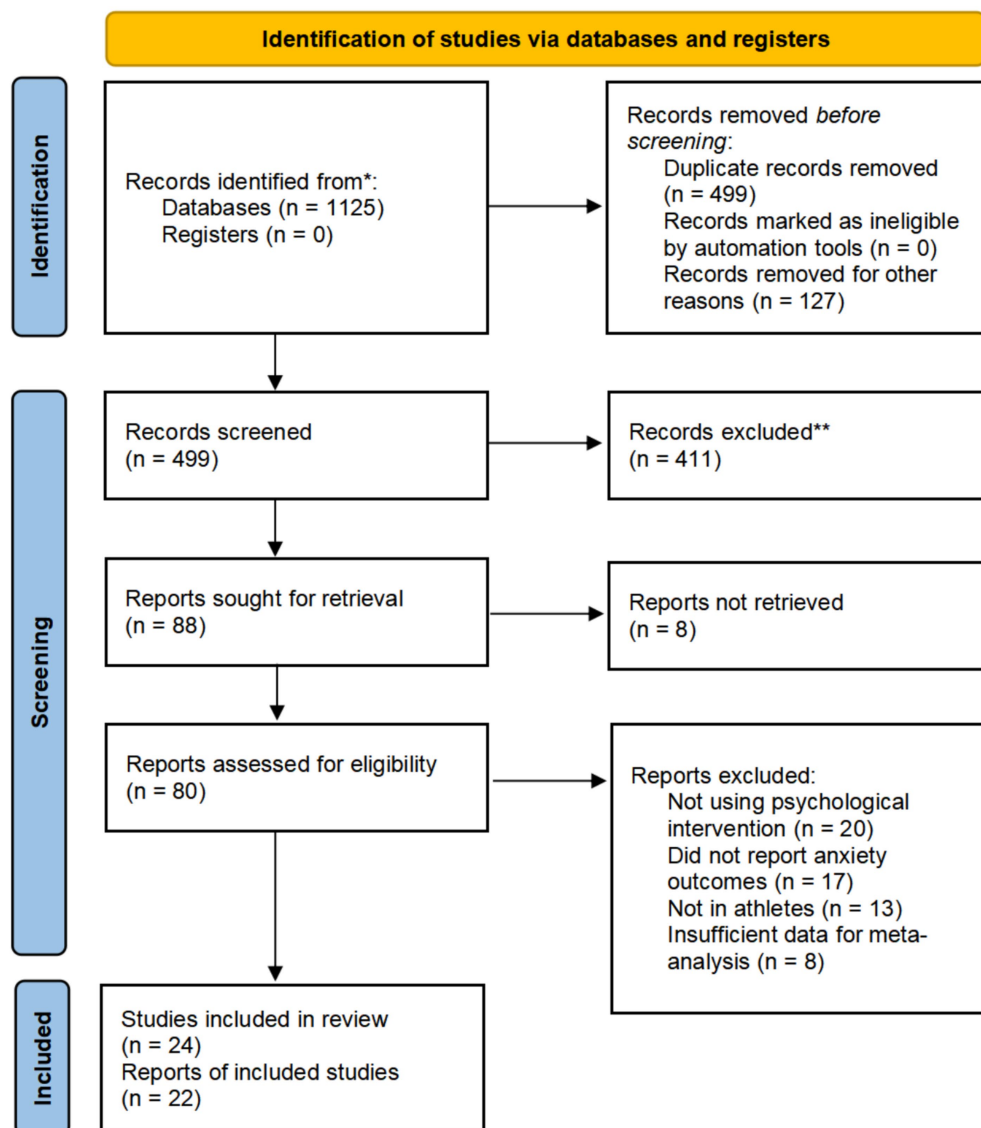 Identification of studies via databases and registers
Identification
Records identified from*:
Databases (n = 1125)
Registers (n = 0)
Records removed before
screening:
Duplicate records removed
(n = 499)
Records marked as ineligible
by automation tools (n = 0)
Records removed for other
reasons (n = 127)
Screening
Records screened
(n = 499)
Records excluded**
(n = 411)
Reports sought for retrieval
(n = 88)
Reports not retrieved
(n = 8)
Reports assessed for eligibility
(n = 80)
Reports excluded:
Not using psychological
intervention (n = 20)
Did not report anxiety
outcomes (n = 17)
Not in athletes (n = 13)
Insufficient data for meta-
analysis (n = 8)
Included
Studies included in review
(n = 24)
Reports of included studies
(n = 22)